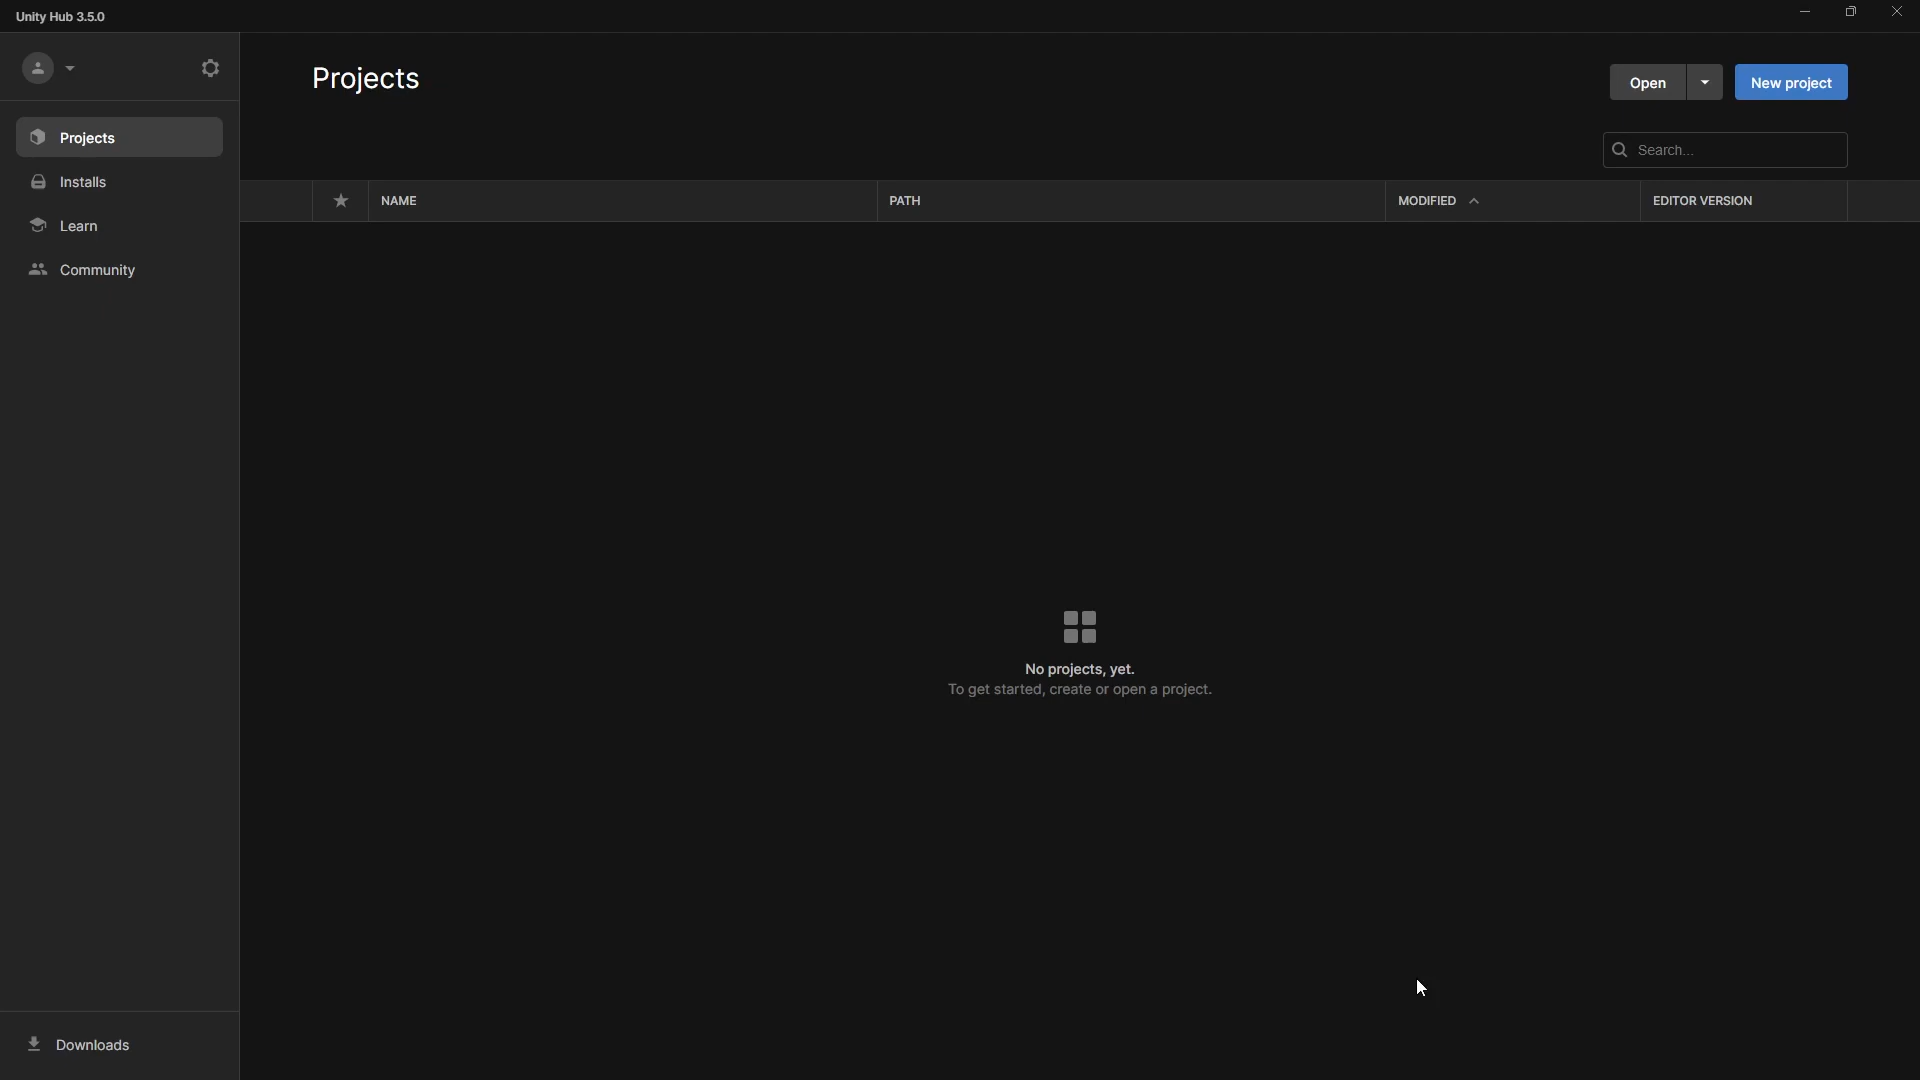 Unity Hub 3.5.0
Projects
Open
New project
Projects
Installs
Learn
Community
Search...
NAME
PATH
MODIFIED
EDITOR VERSION
No projects, yet.
To get started, create or open a project.
Downloads